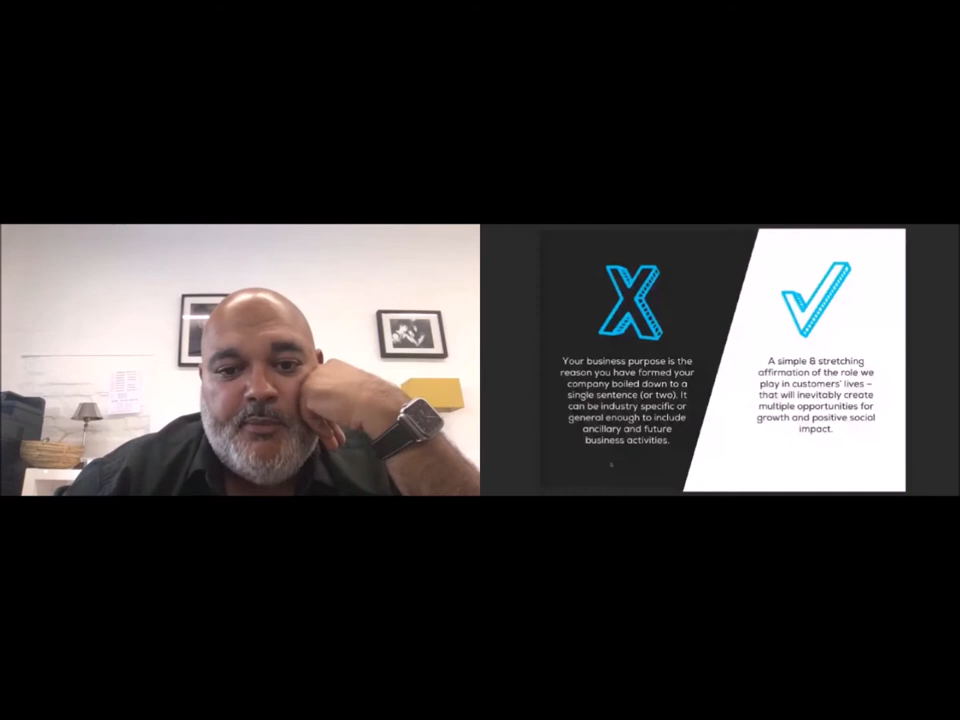 X
Your business purpose is the
reason you have formed your
company boiled down to a
single sentence (or two). It
can be industry specific or
general enough to include
ancillary and future
business activities.
A simple & stretching
affirmation of the role we
play in customers' lives –
that will inevitably create
multiple opportunities for
growth and positive social
impact.